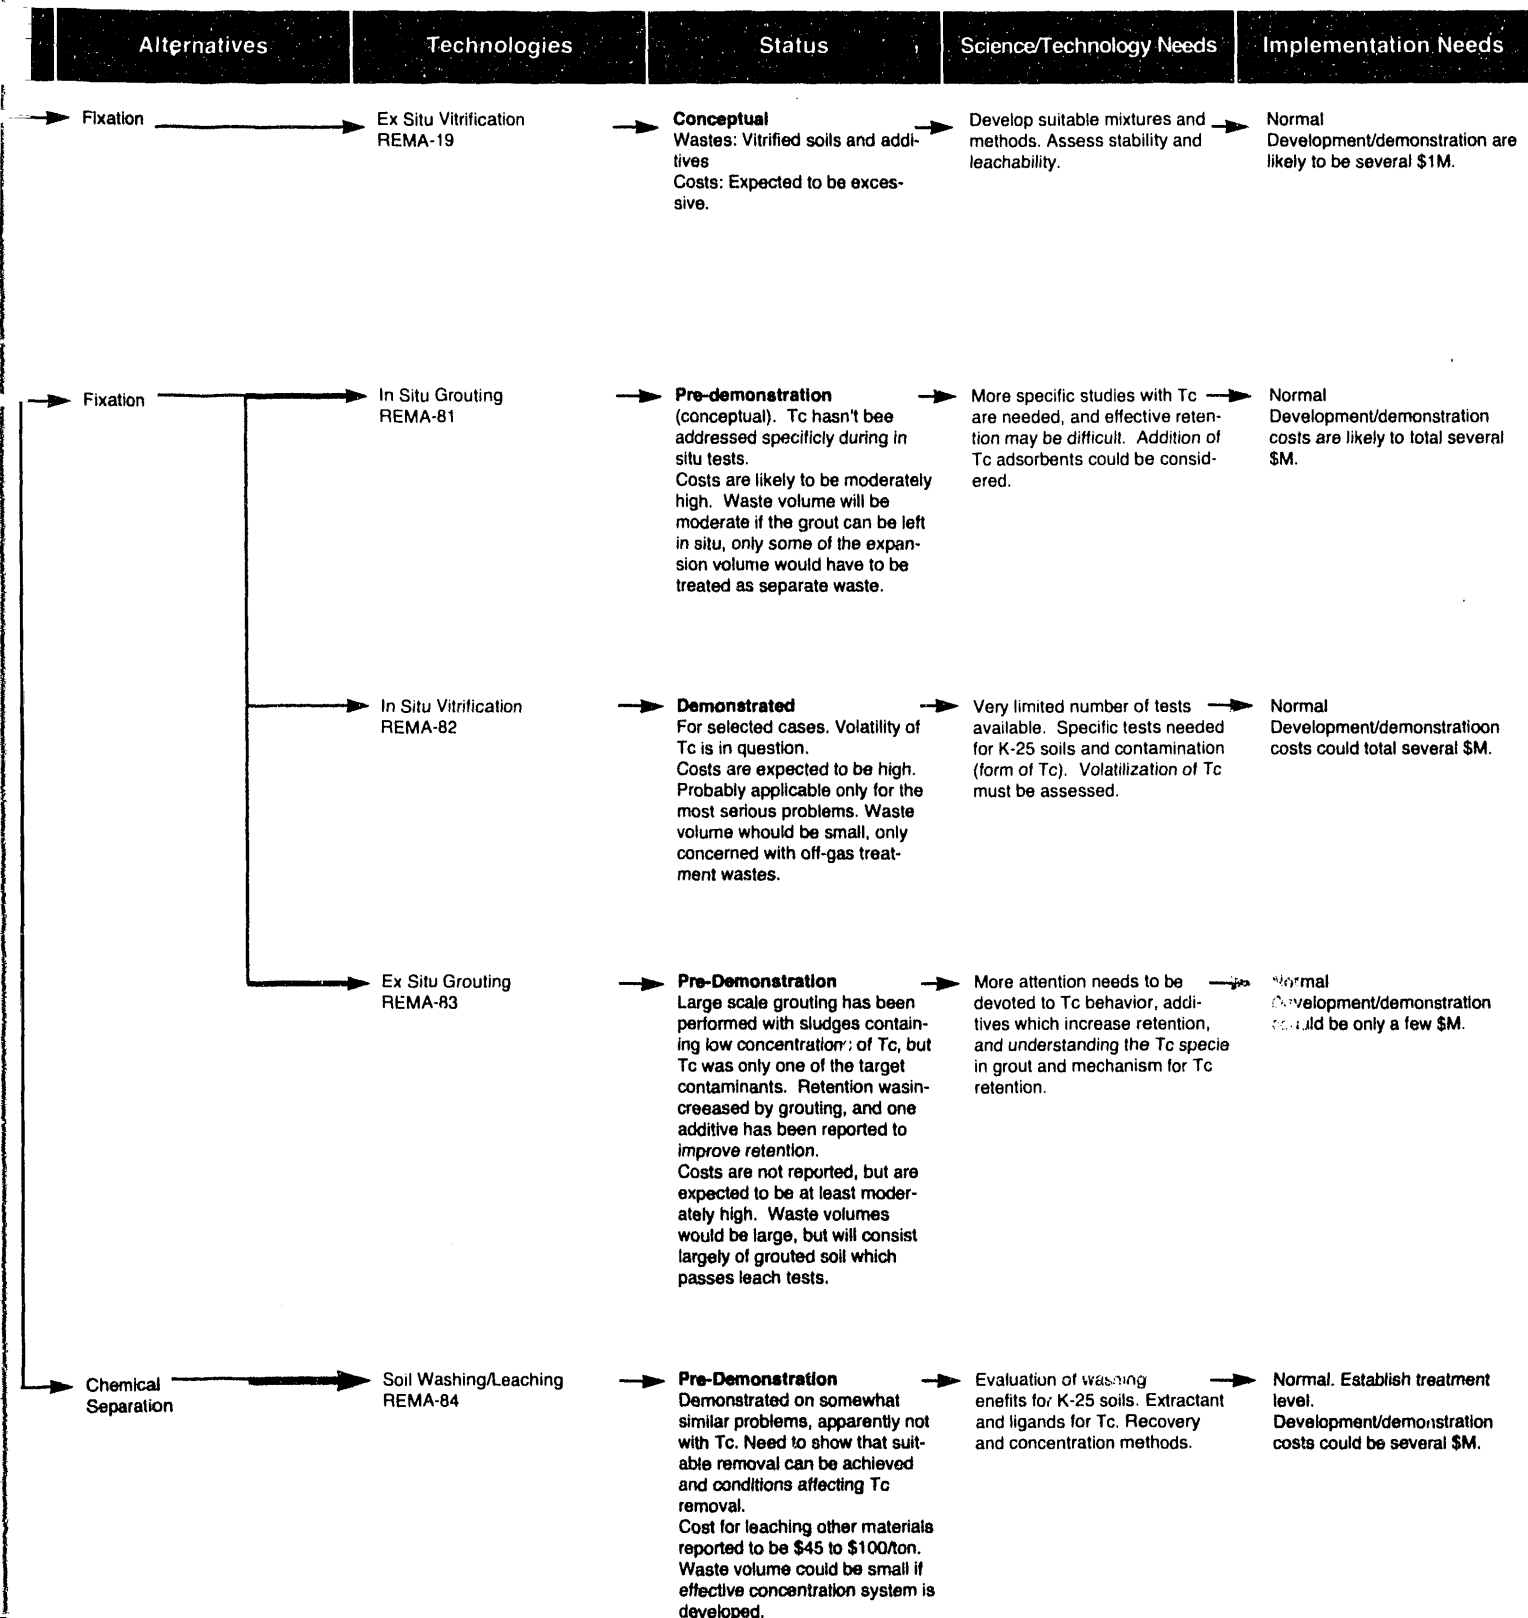 Alternatives
Technologies
Status
Science/Technology Needs
Implementation Needs
Fixation
Ex Situ Vitrification
REMA-19
Conceptual
Wastes: Vitrified soils and addi-
tives
Costs: Expected to be exces-
sive.
Develop suitable mixtures and
methods. Assess stability and
leachability.
Normal
Development/demonstration are
likely to be several $1M.
Fixation
In Situ Grouting
REMA-81
Pre-demonstration
(conceptual). Tc hasn't bee
addressed specificly during in
situ tests.
Costs are likely to be moderately
high. Waste volume will be
moderate if the grout can be left
in situ, only some of the expan-
sion volume would have to be
treated as separate waste.
More specific studies with Tc
are needed, and effective reten-
tion may be difficult. Addition of
Tc adsorbents could be consid-
ered.
Normal
Development/demonstration
costs are likely to total several
$M.
In Situ Vitrification
REMA-82
Demonstrated
For selected cases. Volatility of
Tc is in question.
Costs are expected to be high.
Probably applicable only for the
most serious problems. Waste
volume whould be small, only
concerned with off-gas treat-
ment wastes.
Very limited number of tests
available. Specific tests needed
for K-25 soils and contamination
(form of Tc). Volatilization of Tc
must be assessed.
Normal
Development/demonstratioon
costs could total several $M.
Ex Situ Grouting
REMA-83
Pre-Demonstration
Large scale grouting has been
performed with sludges contain-
ing low concentrations of Tc, but
Tc was only one of the target
contaminants. Retention wasin-
creeased by grouting, and one
additive has been reported to
improve retention.
Costs are not reported, but are
expected to be at least moder-
ately high. Waste volumes
would be large, but will consist
largely of grouted soil which
passes leach tests.
More attention needs to be
devoted to Tc behavior, addi-
tives which increase retention,
and understanding the Tc specie
in grout and mechanism for Tc
retention.
Normal
Development/demonstration
could be only a few $M.
Chemical
Separation
Soil Washing/Leaching
REMA-84
Pre-Demonstration
Demonstrated on somewhat
similar problems, apparently not
with Tc. Need to show that suit-
able removal can be achieved
and conditions affecting Tc
removal.
Cost for leaching other materials
reported to be $45 to $100/ton.
Waste volume could be small if
effective concentration system is
developed.
Evaluation of washing
enefits for K-25 soils. Extractant
and ligands for Tc. Recovery
and concentration methods.
Normal. Establish treatment
level.
Development/demonstration
costs could be several $M.